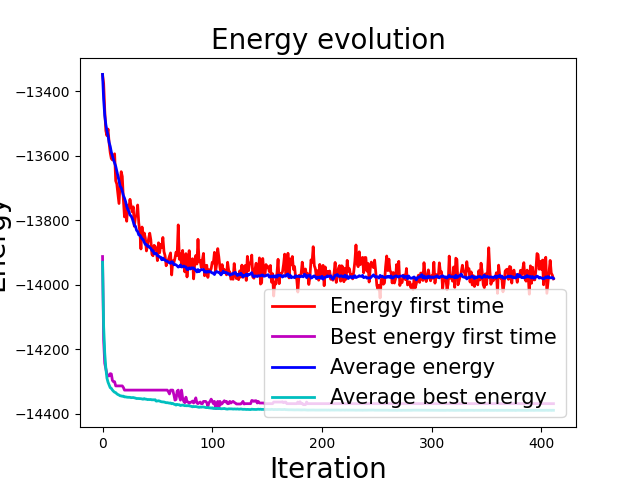 Energy evolution
Energy
−13400
−13600
−13800
−14000
−14200
−14400
0 100 200 300 400
Iteration
Energy first time
Best energy first time
Average energy
Average best energy